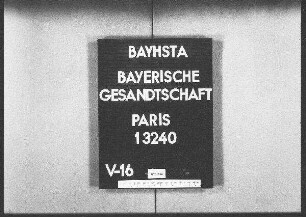 BAYHSTA
BAYERISCHE
GESANDTSCHAFT
PARIS
13240
V-16